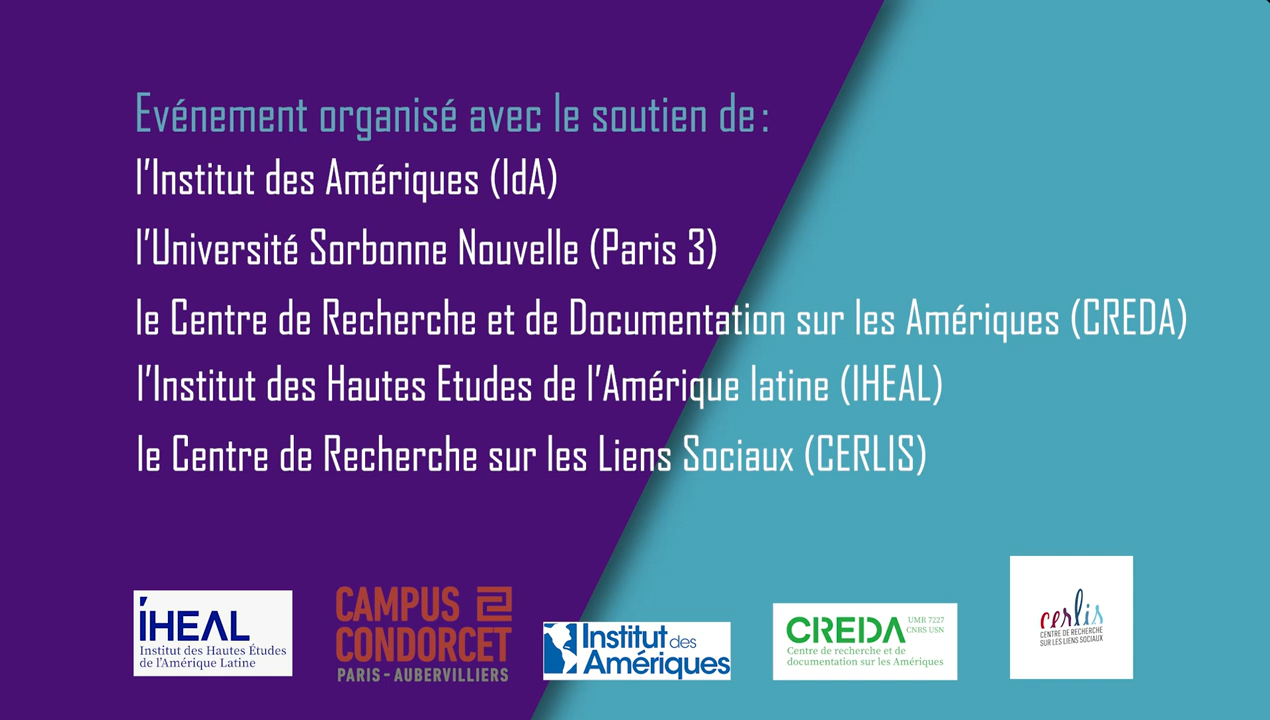 Evénement organisé avec le soutien de :
l'Institut des Amériques (IdA)
l'Université Sorbonne Nouvelle (Paris 3)
le Centre de Recherche et de Documentation sur les Amériques (CREDA)
l'Institut des Hautes Etudes de l'Amérique latine (IHEAL)
le Centre de Recherche sur les Liens Sociaux (CERLIS)
IHEAL
Institut des Hautes Études
de l'Amérique Latine
CAMPUS
CONDORCET
PARIS - AUBERVILLIERS
Institut des
Amériques
CREDA
UMR 7227
CNRS USN
Centre de recherche et de
documentation sur les Amériques
cerlis
CENTRE DE RECHERCHE
SUR LES LIENS SOCIAUX